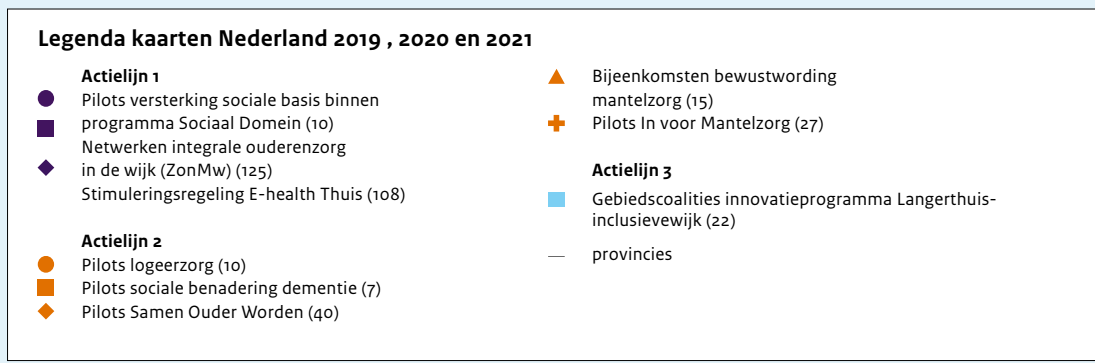 Legenda kaarten Nederland 2019 , 2020 en 2021
Actielijn 1
Pilots versterking sociale basis binnen
programma Sociaal Domein (10)
Netwerken integrale ouderenzorg
in de wijk (ZonMw) (125)
Stimuleringsregeling E-health Thuis (108)
Actielijn 2
Pilots logeerzorg (10)
Pilots sociale benadering dementie (7)
Pilots Samen Ouder Worden (40)
Bijeenkomsten bewustwording
mantelzorg (15)
Pilots In voor Mantelzorg (27)
Actielijn 3
Gebiedscoalities innovatieprogramma Langerthuis-
inclusievewijk (22)
provincies